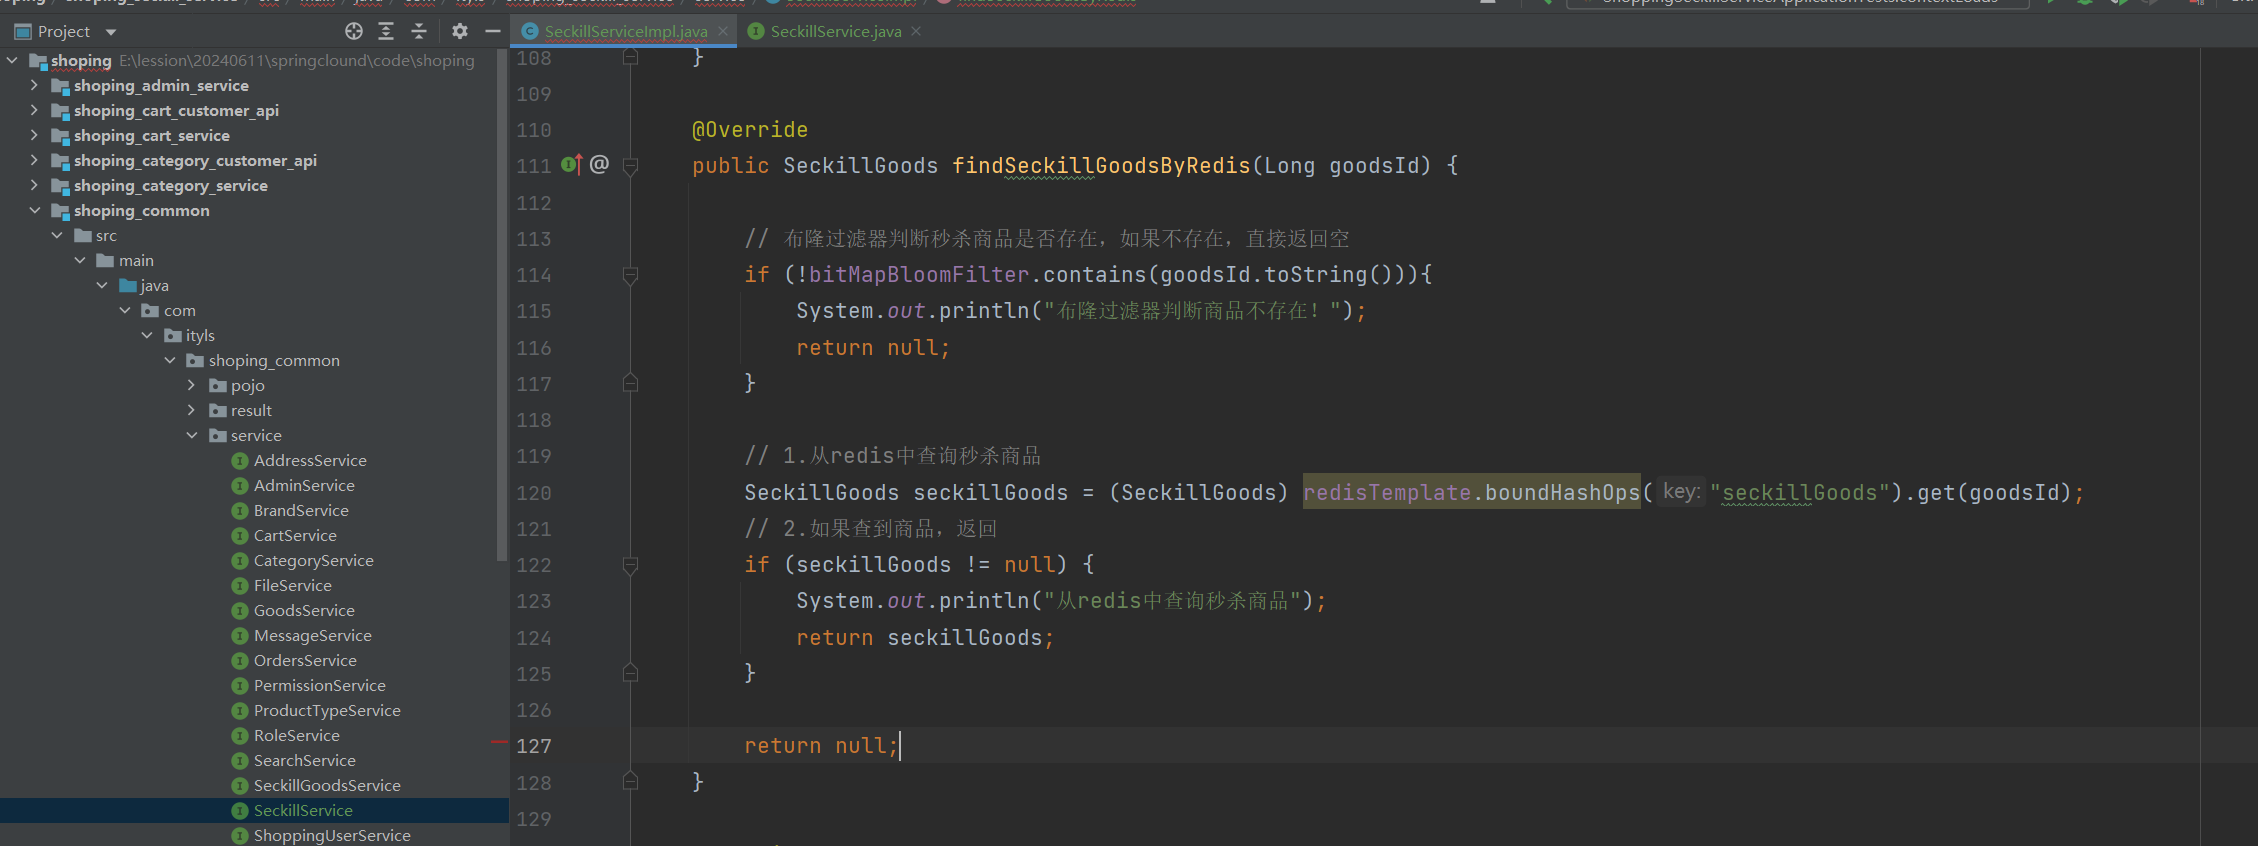 Project
SeckillServiceImpl.java
SeckillService.java
shoping E:\lession\20240611\springclound\code\shoping
shoping_admin_service
shoping_cart_customer_api
shoping_cart_service
shoping_category_customer_api
shoping_category_service
shoping_common
src
main
java
com
ityls
shoping_common
pojo
result
service
AddressService
AdminService
BrandService
CartService
CategoryService
FileService
GoodsService
MessageService
OrdersService
PermissionService
ProductTypeService
RoleService
SearchService
SeckillGoodsService
SeckillService
ShoppingUserService
108 }
109
110 @Override
111 @ public SeckillGoods findSeckillGoodsByRedis(Long goodsId) {
112
113 // 布隆过滤器判断秒杀商品是否存在，如果不存在，直接返回空
114 if (!bitMapBloomFilter.contains(goodsId.toString())){
115 System.out.println("布隆过滤器判断商品不存在！");
116 return null;
117 }
118
119 // 1.从redis中查询秒杀商品
120 SeckillGoods seckillGoods = (SeckillGoods) redisTemplate.boundHashOps( key: "seckillGoods").get(goodsId);
121 // 2.如果查到商品，返回
122 if (seckillGoods != null) {
123 System.out.println("从redis中查询秒杀商品");
124 return seckillGoods;
125 }
126
127 return null;
128 }
129